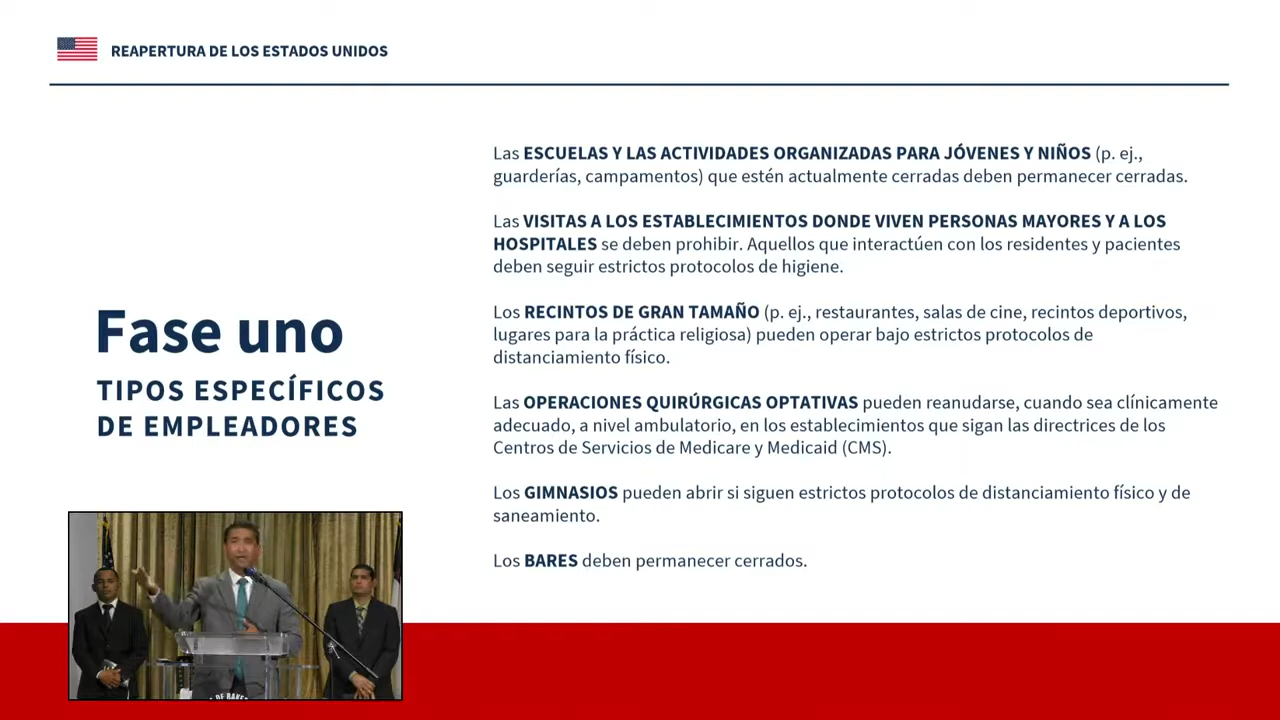 REAPERTURA DE LOS ESTADOS UNIDOS
Fase uno
TIPOS ESPECÍFICOS
DE EMPLEADORES
Las ESCUELAS Y LAS ACTIVIDADES ORGANIZADAS PARA JÓVENES Y NIÑOS (p. ej.,
guarderías, campamentos) que estén actualmente cerradas deben permanecer cerradas.
Las VISITAS A LOS ESTABLECIMIENTOS DONDE VIVEN PERSONAS MAYORES Y A LOS
HOSPITALES se deben prohibir. Aquellos que interactúen con los residentes y pacientes
deben seguir estrictos protocolos de higiene.
Los RECINTOS DE GRAN TAMAÑO (p. ej., restaurantes, salas de cine, recintos deportivos,
lugares para la práctica religiosa) pueden operar bajo estrictos protocolos de
distanciamiento físico.
Las OPERACIONES QUIRÚRGICAS OPTATIVAS pueden reanudarse, cuando sea clínicamente
adecuado, a nivel ambulatorio, en los establecimientos que sigan las directrices de los
Centros de Servicios de Medicare y Medicaid (CMS).
Los GIMNASIOS pueden abrir si siguen estrictos protocolos de distanciamiento físico y de
saneamiento.
Los BARES deben permanecer cerrados.